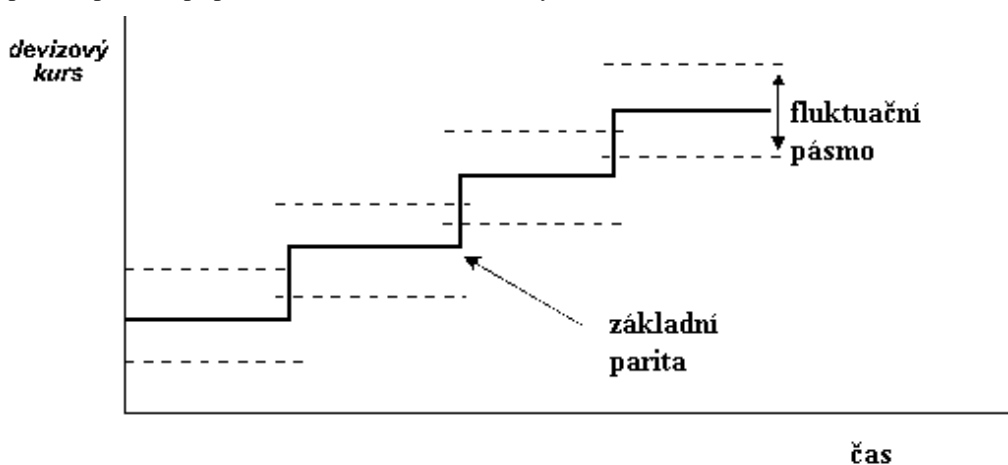 devizový
kurs
fluktuační
pásmo
základní
parita
čas